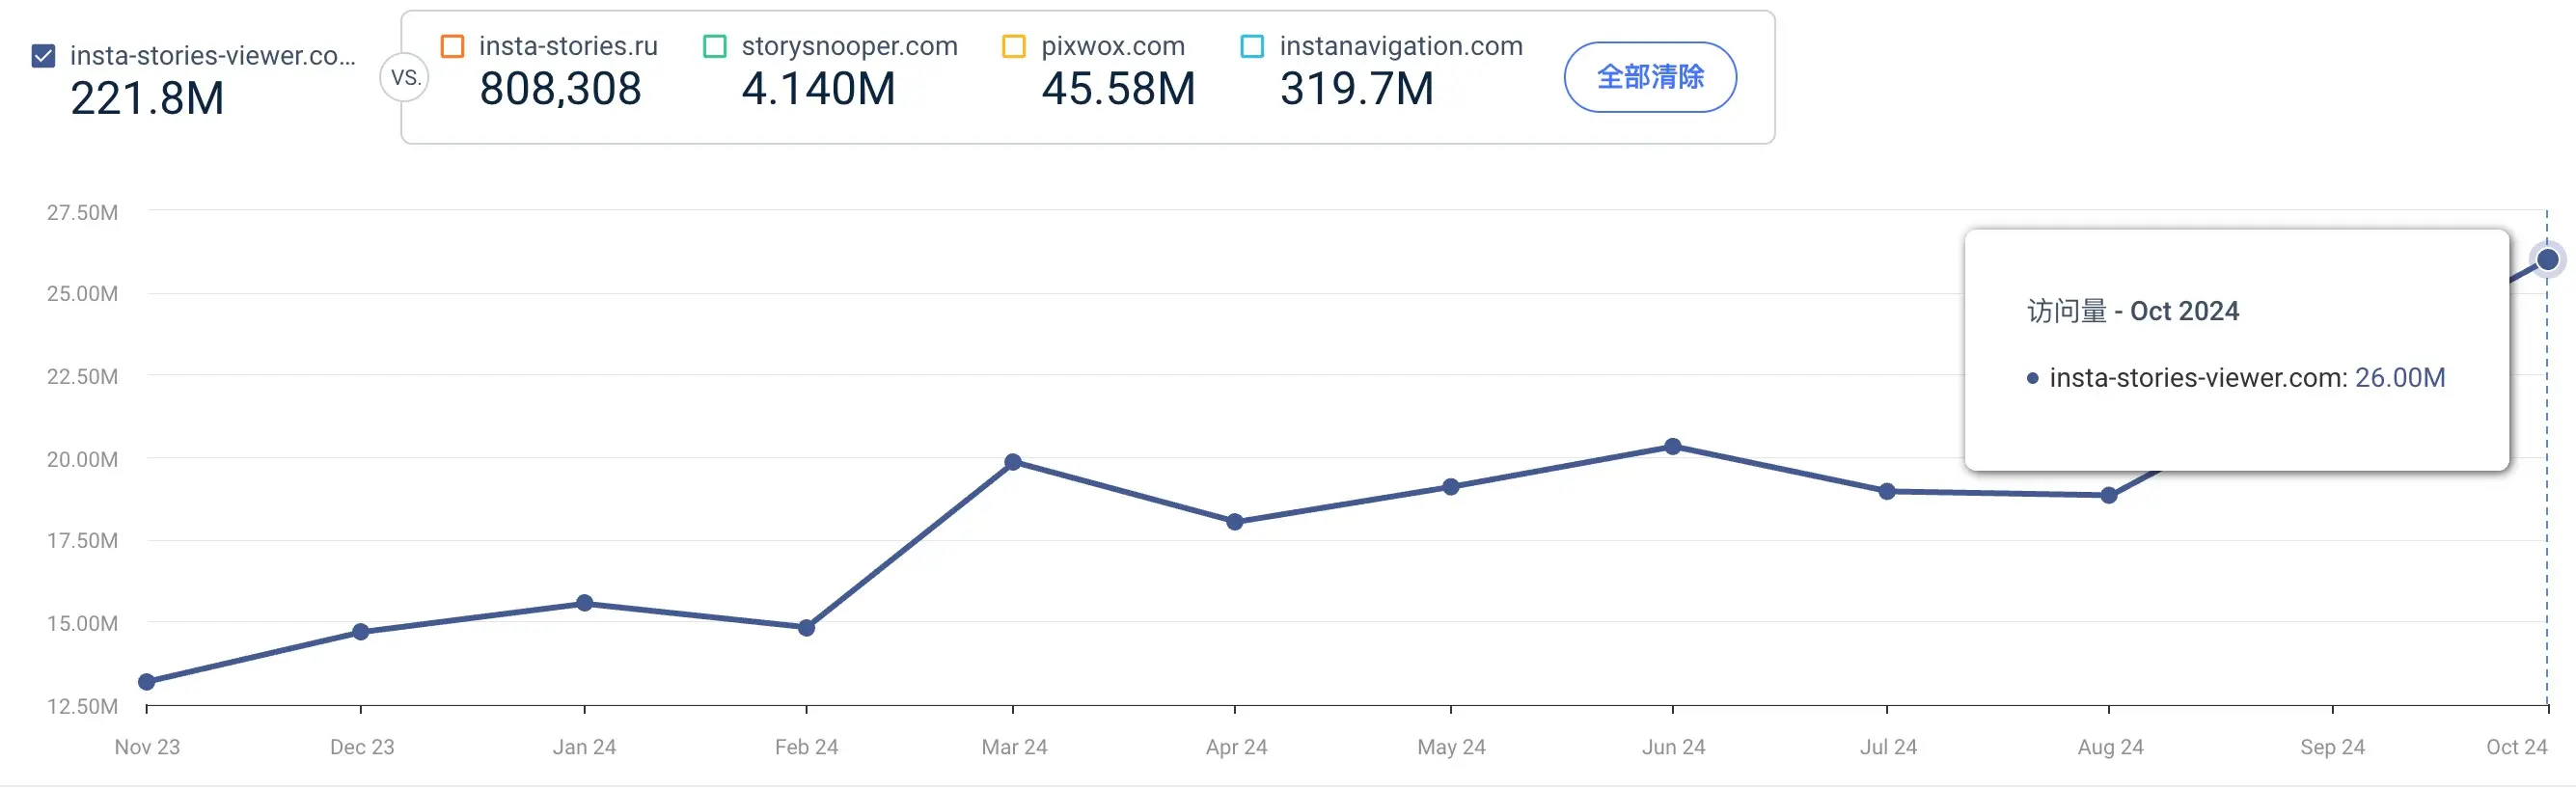 insta-stories-viewer.co...
221.8M
VS.
insta-stories.ru
808,308
storysnooper.com
4.140M
pixwox.com
45.58M
instanavigation.com
319.7M
全部清除
27.50M
25.00M
22.50M
20.00M
17.50M
15.00M
12.50M
访问量 - Oct 2024
insta-stories-viewer.com: 26.00M
Nov 23
Dec 23
Jan 24
Feb 24
Mar 24
Apr 24
May 24
Jun 24
Jul 24
Aug 24
Sep 24
Oct 24